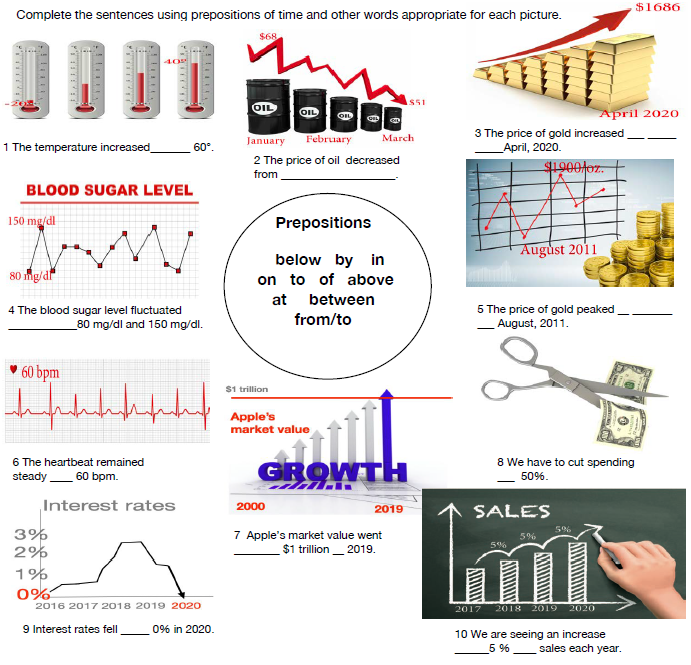 Complete the sentences using prepositions of time and other words appropriate for each picture.
-20°
40°
1 The temperature increased_______ 60°.
$68
OIL
OIL
OIL
OIL
OIL
$51
January February March
2 The price of oil decreased
from ____________________.
$1686
April 2020
3 The price of gold increased ___ _____
_____April, 2020.
BLOOD SUGAR LEVEL
150 mg/dl
80 mg/dl
4 The blood sugar level fluctuated
____________80 mg/dl and 150 mg/dl.
Prepositions
below by in
on to of above
at between
from/to
$1900/oz.
August 2011
5 The price of gold peaked __ _______
___ August, 2011.
60 bpm
6 The heartbeat remained
steady ____ 60 bpm.
$1 trillion
Apple's
market value
GROWTH
2000 2019
7 Apple's market value went
________ $1 trillion __ 2019.
8 We have to cut spending
___ 50%.
Interest rates
3%
2%
1%
0%
2016 2017 2018 2019 2020
9 Interest rates fell _____ 0% in 2020.
SALES
5% 5% 5%
2017 2018 2019 2020
10 We are seeing an increase
______5 % ____ sales each year.